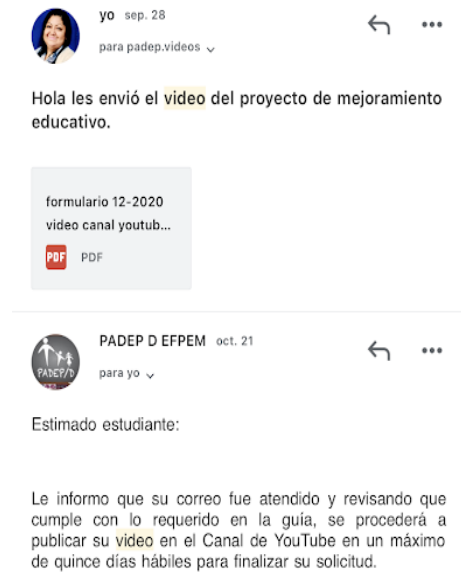 yo sep. 28
para padep.videos
Hola les envió el video del proyecto de mejoramiento
educativo.
formulario 12-2020
video canal youtub...
PDF PDF
PADEP D EFPEM oct. 21
PADEP/D
para yo
Estimado estudiante:
Le informo que su correo fue atendido y revisando que
cumple con lo requerido en la guía, se procederá a
publicar su video en el Canal de YouTube en un máximo
de quince días hábiles para finalizar su solicitud.